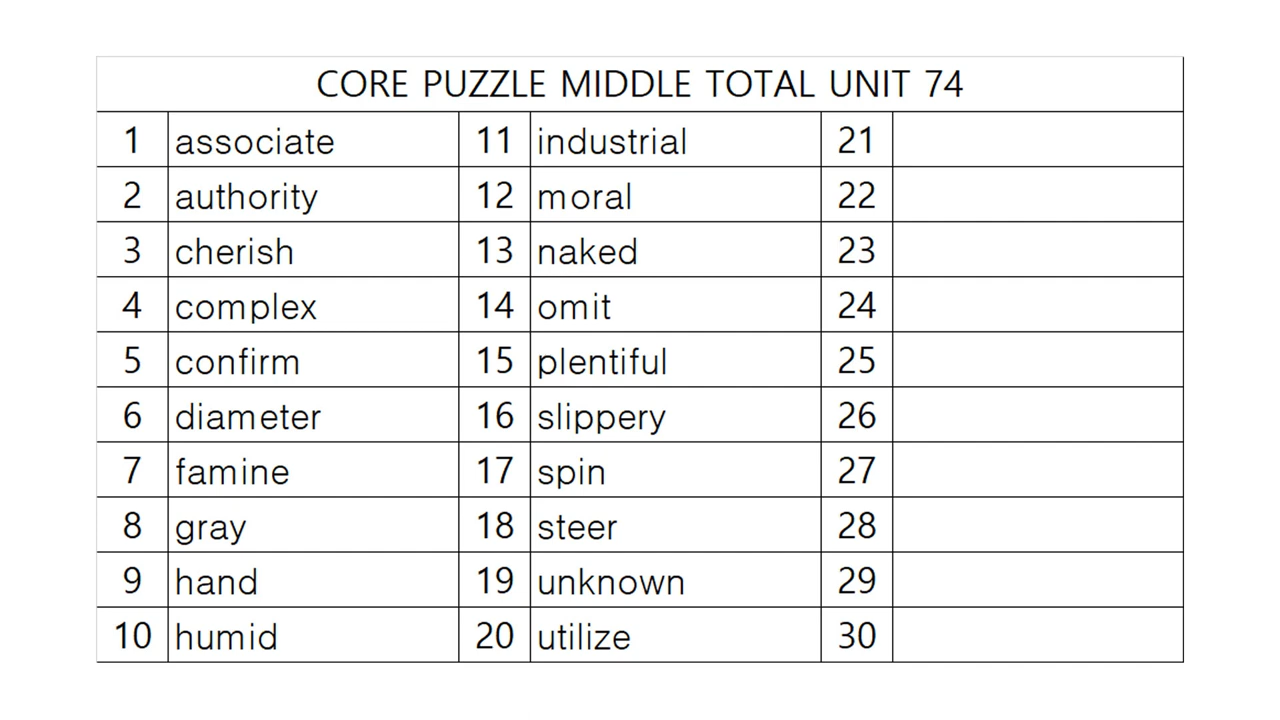 CORE PUZZLE MIDDLE TOTAL UNIT 74
1 associate 11 industrial 21
2 authority 12 moral 22
3 cherish 13 naked 23
4 complex 14 omit 24
5 confirm 15 plentiful 25
6 diameter 16 slippery 26
7 famine 17 spin 27
8 gray 18 steer 28
9 hand 19 unknown 29
10 humid 20 utilize 30